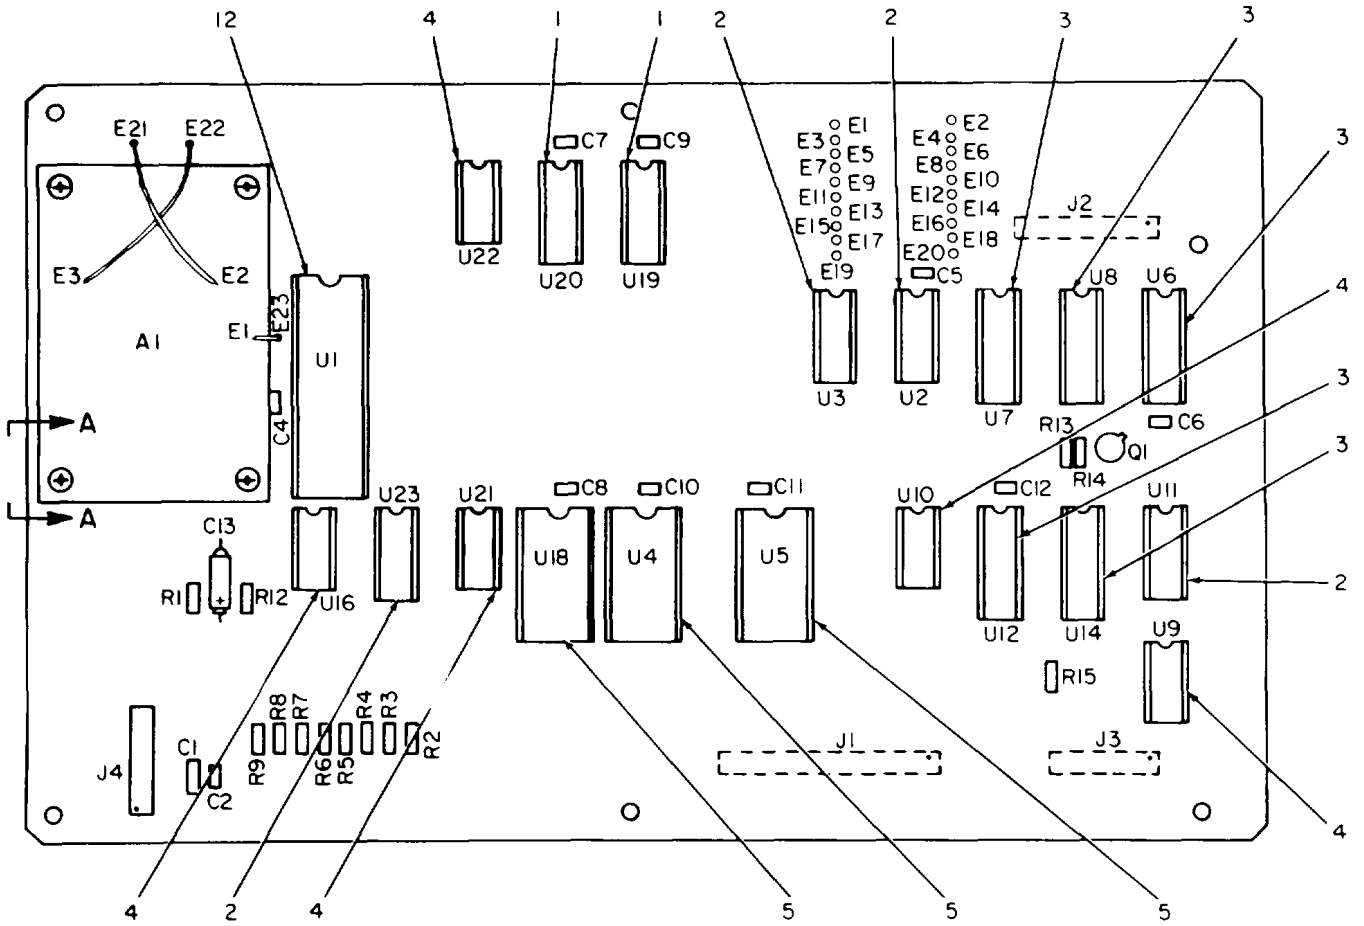 12 4 1 1 2 2 3 3
E21 E22
C7 C9
E1 E2
E3 E4
E5 E6
E7 E8
E9 E10
E11 E12
E13 E14
E15 E16
E17 E18
E19 E20
3
J2
U22 U20 U19
C5
U8 U6
E3 E2
E23
E1
A1
U1
4
U3 U2 U7
3
C4
A
R13
Q1
C6
R14
3
U23 U21 C8 C10 C11 U10 C12 U11
A
C13
U18 U4 U5
R1 R12
U16
2
U12 U14 U9
R15
R9 R8 R7 R6 R5 R4 R3 R2
J4
C1
C2
J1 J3
4
4 2 4 5 5 5